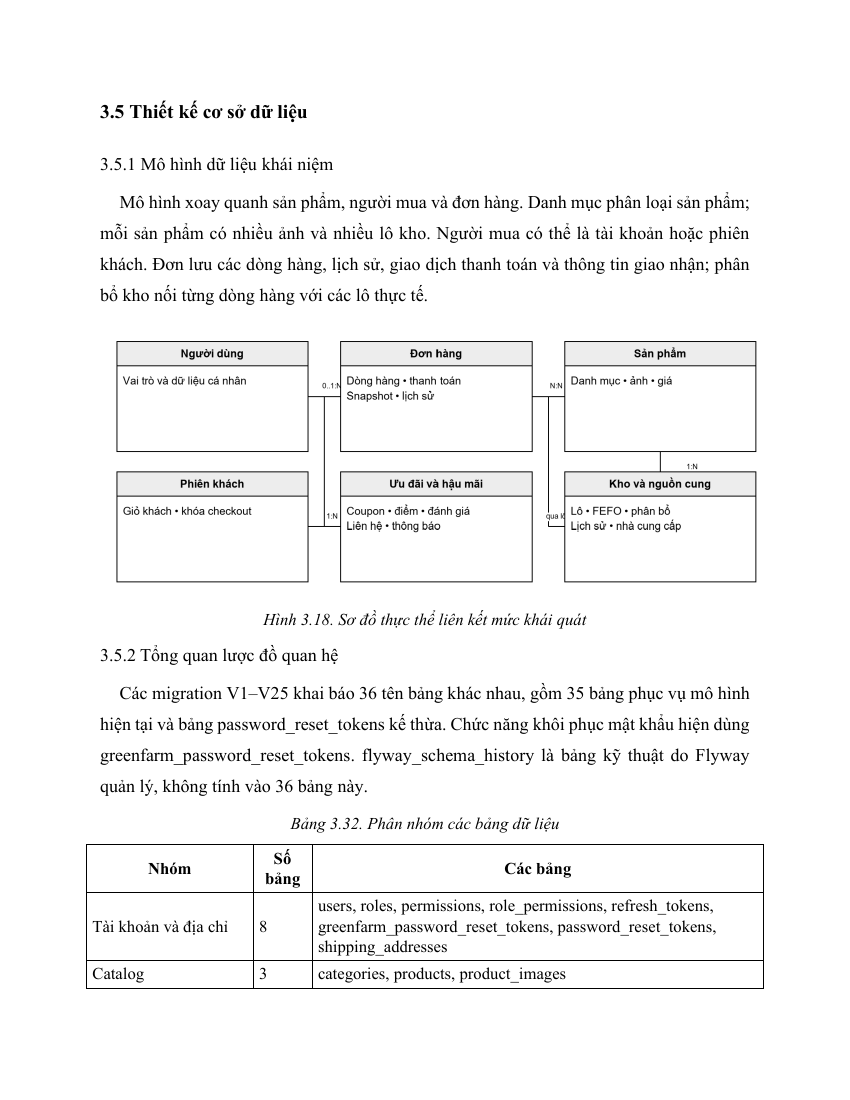 3.5 Thiết kế cơ sở dữ liệu
3.5.1 Mô hình dữ liệu khái niệm
Mô hình xoay quanh sản phẩm, người mua và đơn hàng. Danh mục phân loại sản phẩm;
mỗi sản phẩm có nhiều ảnh và nhiều lô kho. Người mua có thể là tài khoản hoặc phiên
khách. Đơn lưu các dòng hàng, lịch sử, giao dịch thanh toán và thông tin giao nhận; phân
bổ kho nối từng dòng hàng với các lô thực tế.
Người dùng
Vai trò và dữ liệu cá nhân
0..1:N
Đơn hàng
Dòng hàng • thanh toán
Snapshot • lịch sử
N:N
Sản phẩm
Danh mục • ảnh • giá
1:N
Phiên khách
Giỏ khách • khóa checkout
1:N
Ưu đãi và hậu mãi
Coupon • điểm • đánh giá
Liên hệ • thông báo
qua
Kho và nguồn cung
Lô • FEFO • phân bổ
Lịch sử • nhà cung cấp
Hình 3.18. Sơ đồ thực thể liên kết mức khái quát
3.5.2 Tổng quan lược đồ quan hệ
Các migration V1–V25 khai báo 36 tên bảng khác nhau, gồm 35 bảng phục vụ mô hình
hiện tại và bảng password_reset_tokens kế thừa. Chức năng khôi phục mật khẩu hiện dùng
greenfarm_password_reset_tokens. flyway_schema_history là bảng kỹ thuật do Flyway
quản lý, không tính vào 36 bảng này.
Bảng 3.32. Phân nhóm các bảng dữ liệu
Nhóm
Số
bảng
Các bảng
Tài khoản và địa chỉ
8
users, roles, permissions, role_permissions, refresh_tokens,
greenfarm_password_reset_tokens, password_reset_tokens,
shipping_addresses
Catalog
3
categories, products, product_images